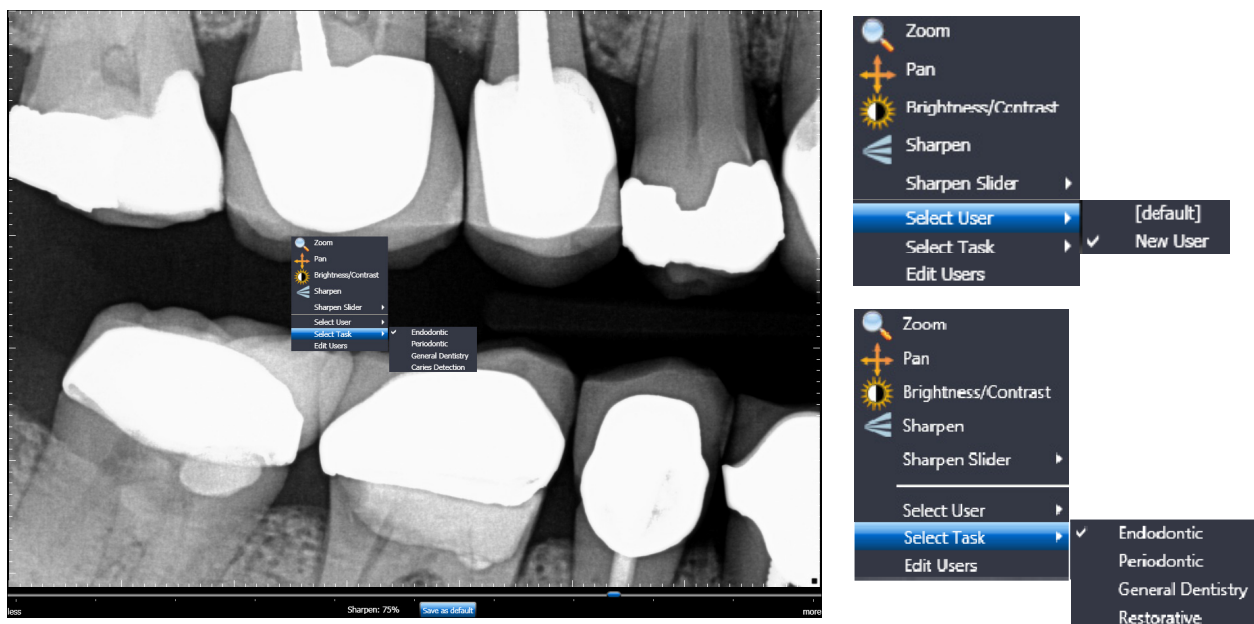 Zoom
Pan
Brightness/Contrast
Sharpen
Sharpen Slider
Select User
Select Task
Edit Users
Endodontic
Periodontic
General Dentistry
Caries Detection
less
Sharpen: 75%
Save as default
more
Zoom
Pan
Brightness/Contrast
Sharpen
Sharpen Slider
Select User
Select Task
Edit Users
[default]
New User
Zoom
Pan
Brightness/Contrast
Sharpen
Sharpen Slider
Select User
Select Task
Edit Users
Endodontic
Periodontic
General Dentistry
Restorative